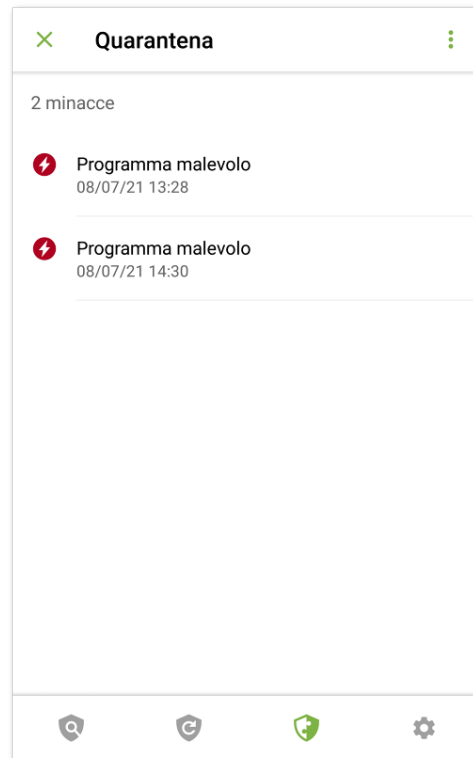 Quarantena
2 minacce
Programma malevolo
08/07/21 13:28
Programma malevolo
08/07/21 14:30